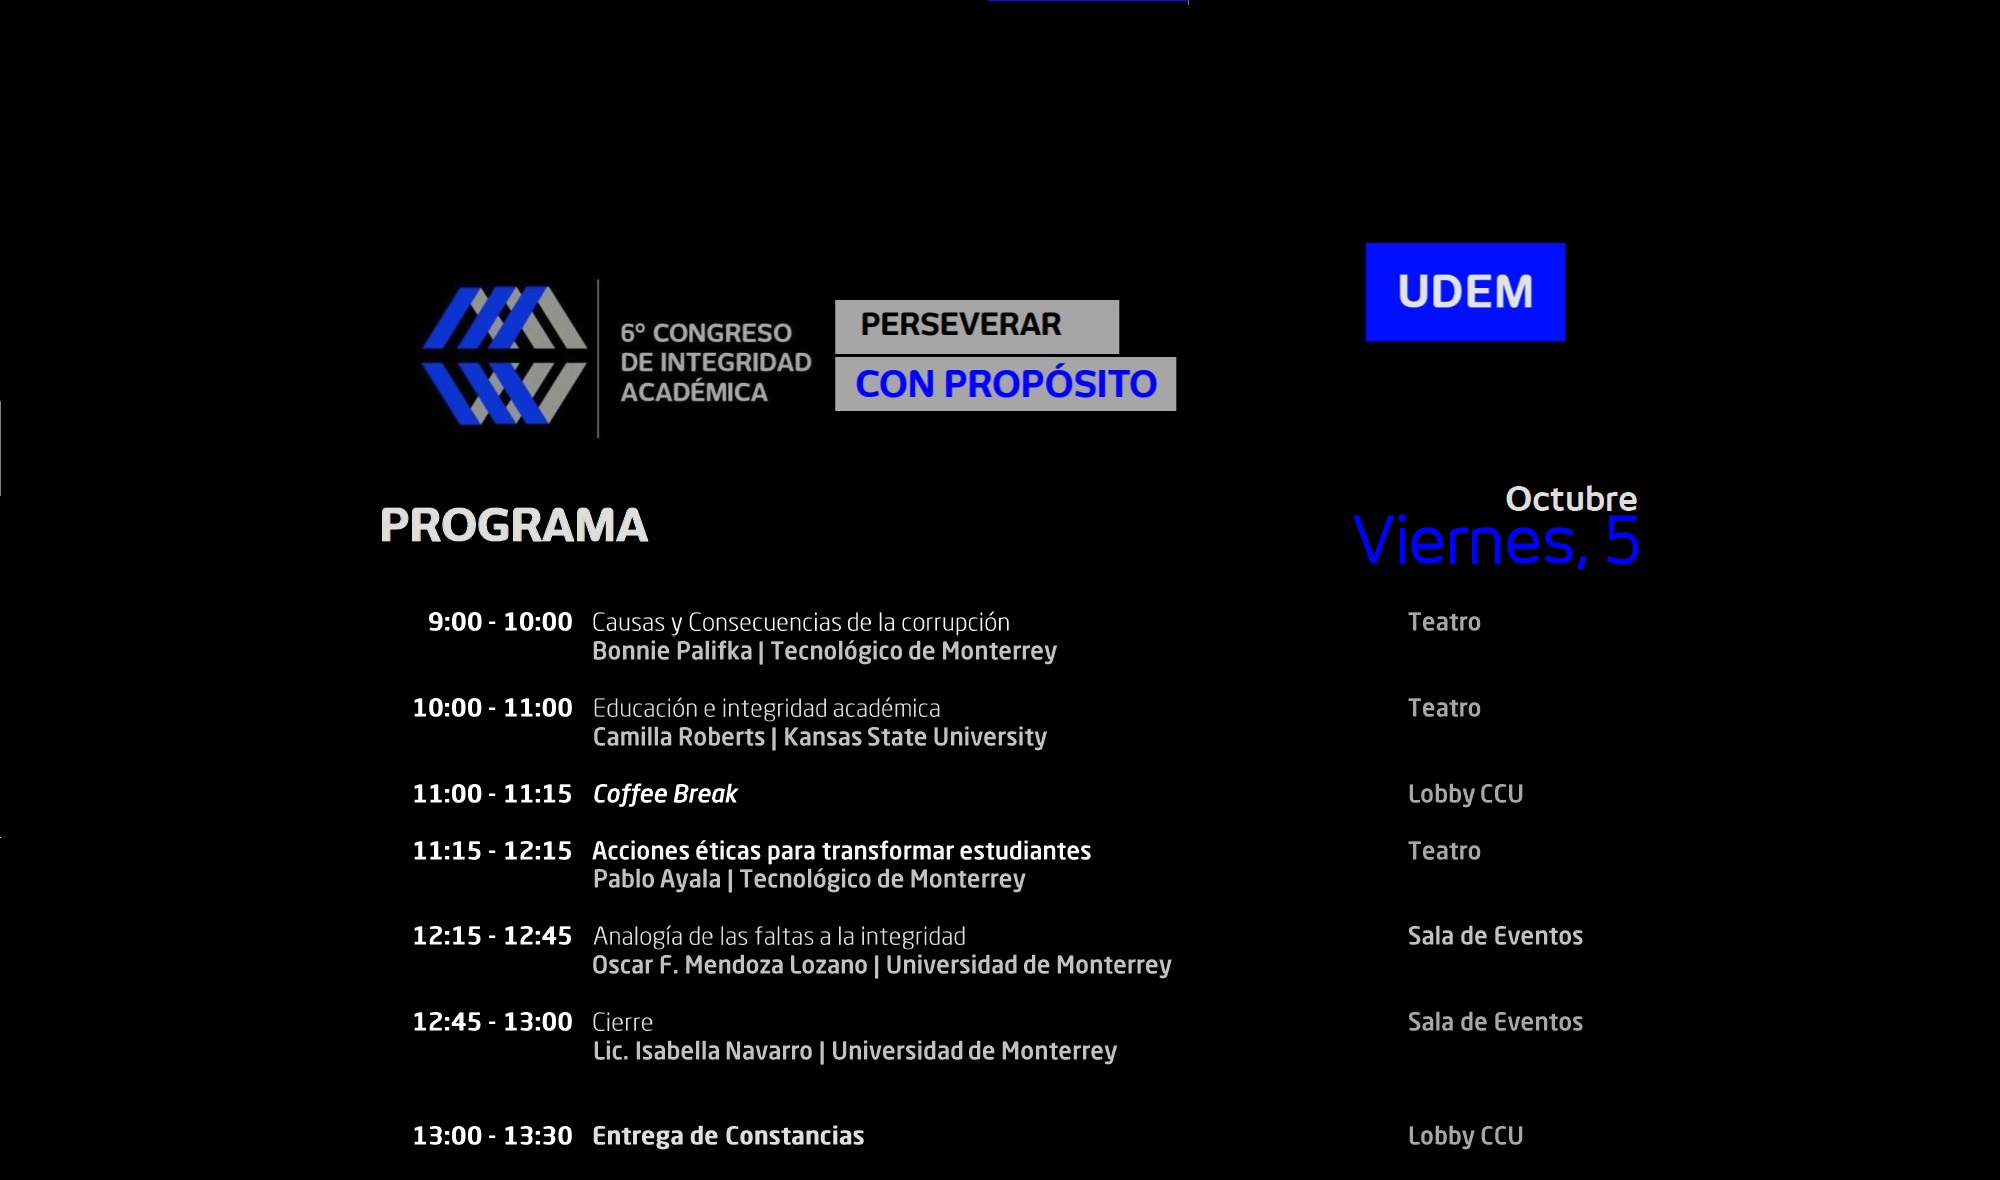 6º CONGRESO
DE INTEGRIDAD
ACADÉMICA
PERSEVERAR
CON PROPÓSITO
UDEM
PROGRAMA
Octubre
Viernes, 5
9:00 - 10:00 Causas y Consecuencias de la corrupción Teatro
Bonnie Palifka | Tecnológico de Monterrey
10:00 - 11:00 Educación e integridad académica Teatro
Camilla Roberts | Kansas State University
11:00 - 11:15 Coffee Break Lobby CCU
11:15 - 12:15 Acciones éticas para transformar estudiantes Teatro
Pablo Ayala | Tecnológico de Monterrey
12:15 - 12:45 Analogía de las faltas a la integridad Sala de Eventos
Oscar F. Mendoza Lozano | Universidad de Monterrey
12:45 - 13:00 Cierre Sala de Eventos
Lic. Isabella Navarro | Universidad de Monterrey
13:00 - 13:30 Entrega de Constancias Lobby CCU